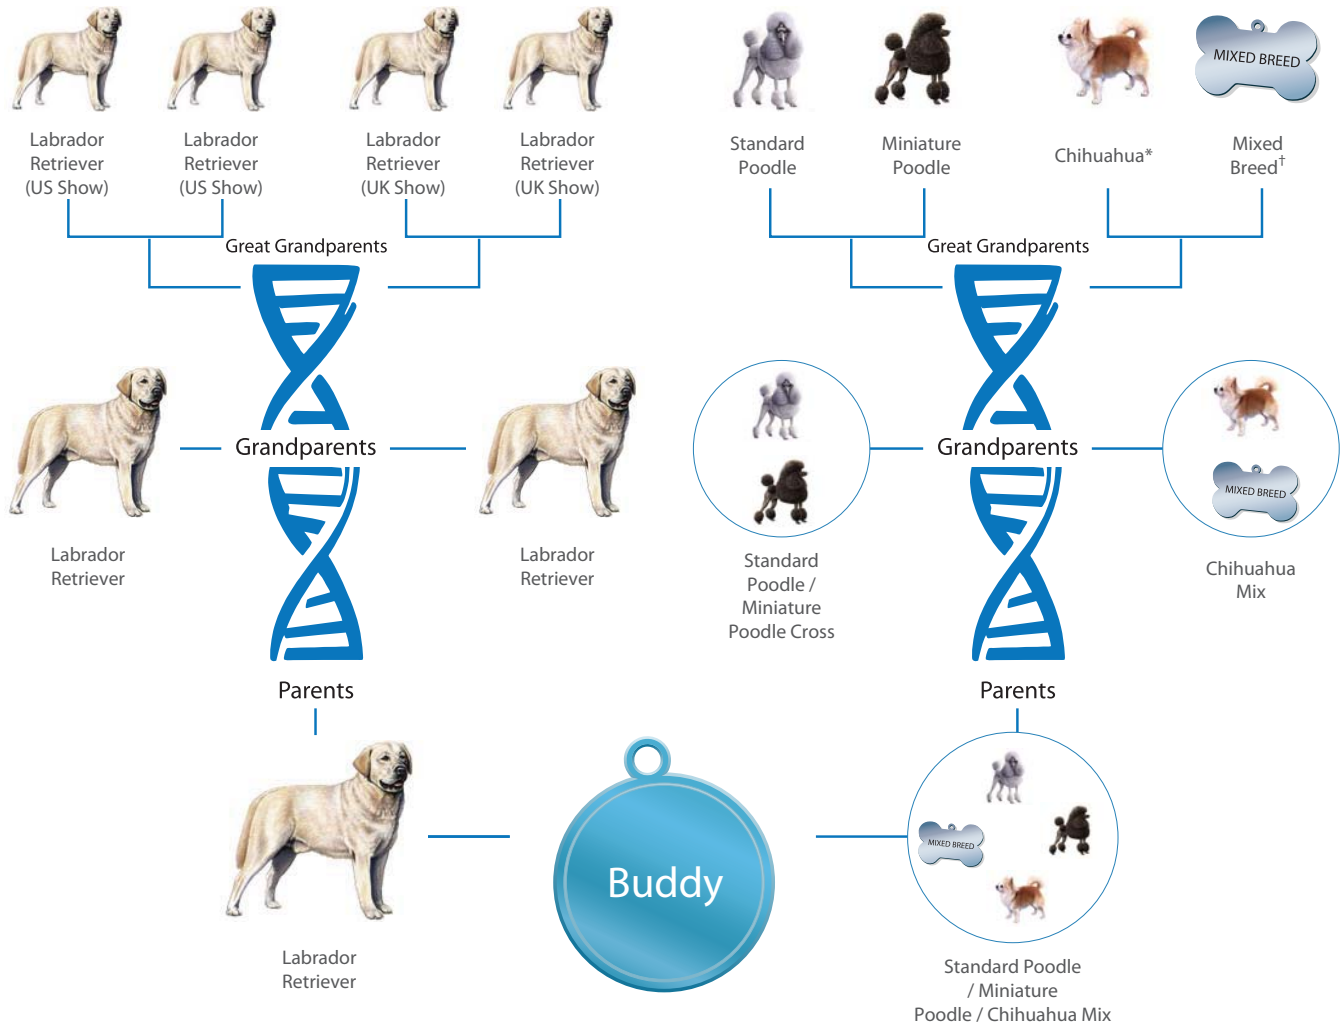 MIXED BREED
Labrador
Retriever
(US Show)
Labrador
Retriever
(US Show)
Labrador
Retriever
(UK Show)
Labrador
Retriever
(UK Show)
Standard
Poodle
Miniature
Poodle
Chihuahua*
Mixed
Breed†
Great Grandparents
Great Grandparents
Grandparents
Grandparents
MIXED BREED
Labrador
Retriever
Labrador
Retriever
Standard
Poodle /
Miniature
Poodle Cross
Chihuahua
Mix
Parents
Parents
MIXED BREED
Buddy
Labrador
Retriever
Standard Poodle
/ Miniature
Poodle / Chihuahua Mix